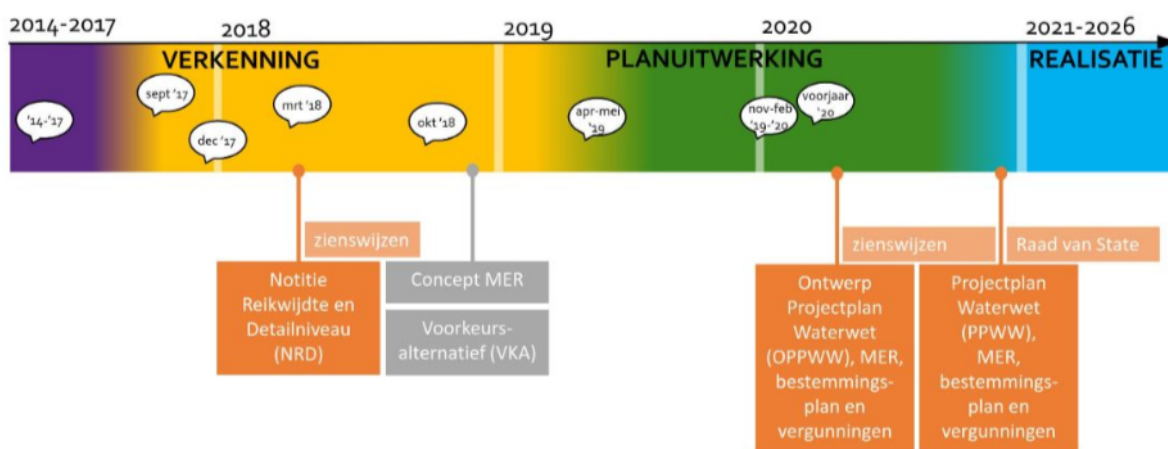 2014-2017
2018
2019
2020
2021-2026
VERKENNING
PLANUITWERKING
REALISATIE
'14-'17
sept '17
dec '17
mrt '18
okt '18
apr-mei
'19
nov-feb
'19-'20
voorjaar
'20
zienswijzen
Notitie
Reikwijdte en
Detailniveau
(NRD)
Concept MER
Voorkeurs-
alternatief (VKA)
zienswijzen
Ontwerp
Projectplan
Waterwet
(OPPWW), MER,
bestemmings-
plan en
vergunningen
Raad van State
Projectplan
Waterwet
(PPWW),
MER,
bestemmings-
plan en
vergunningen